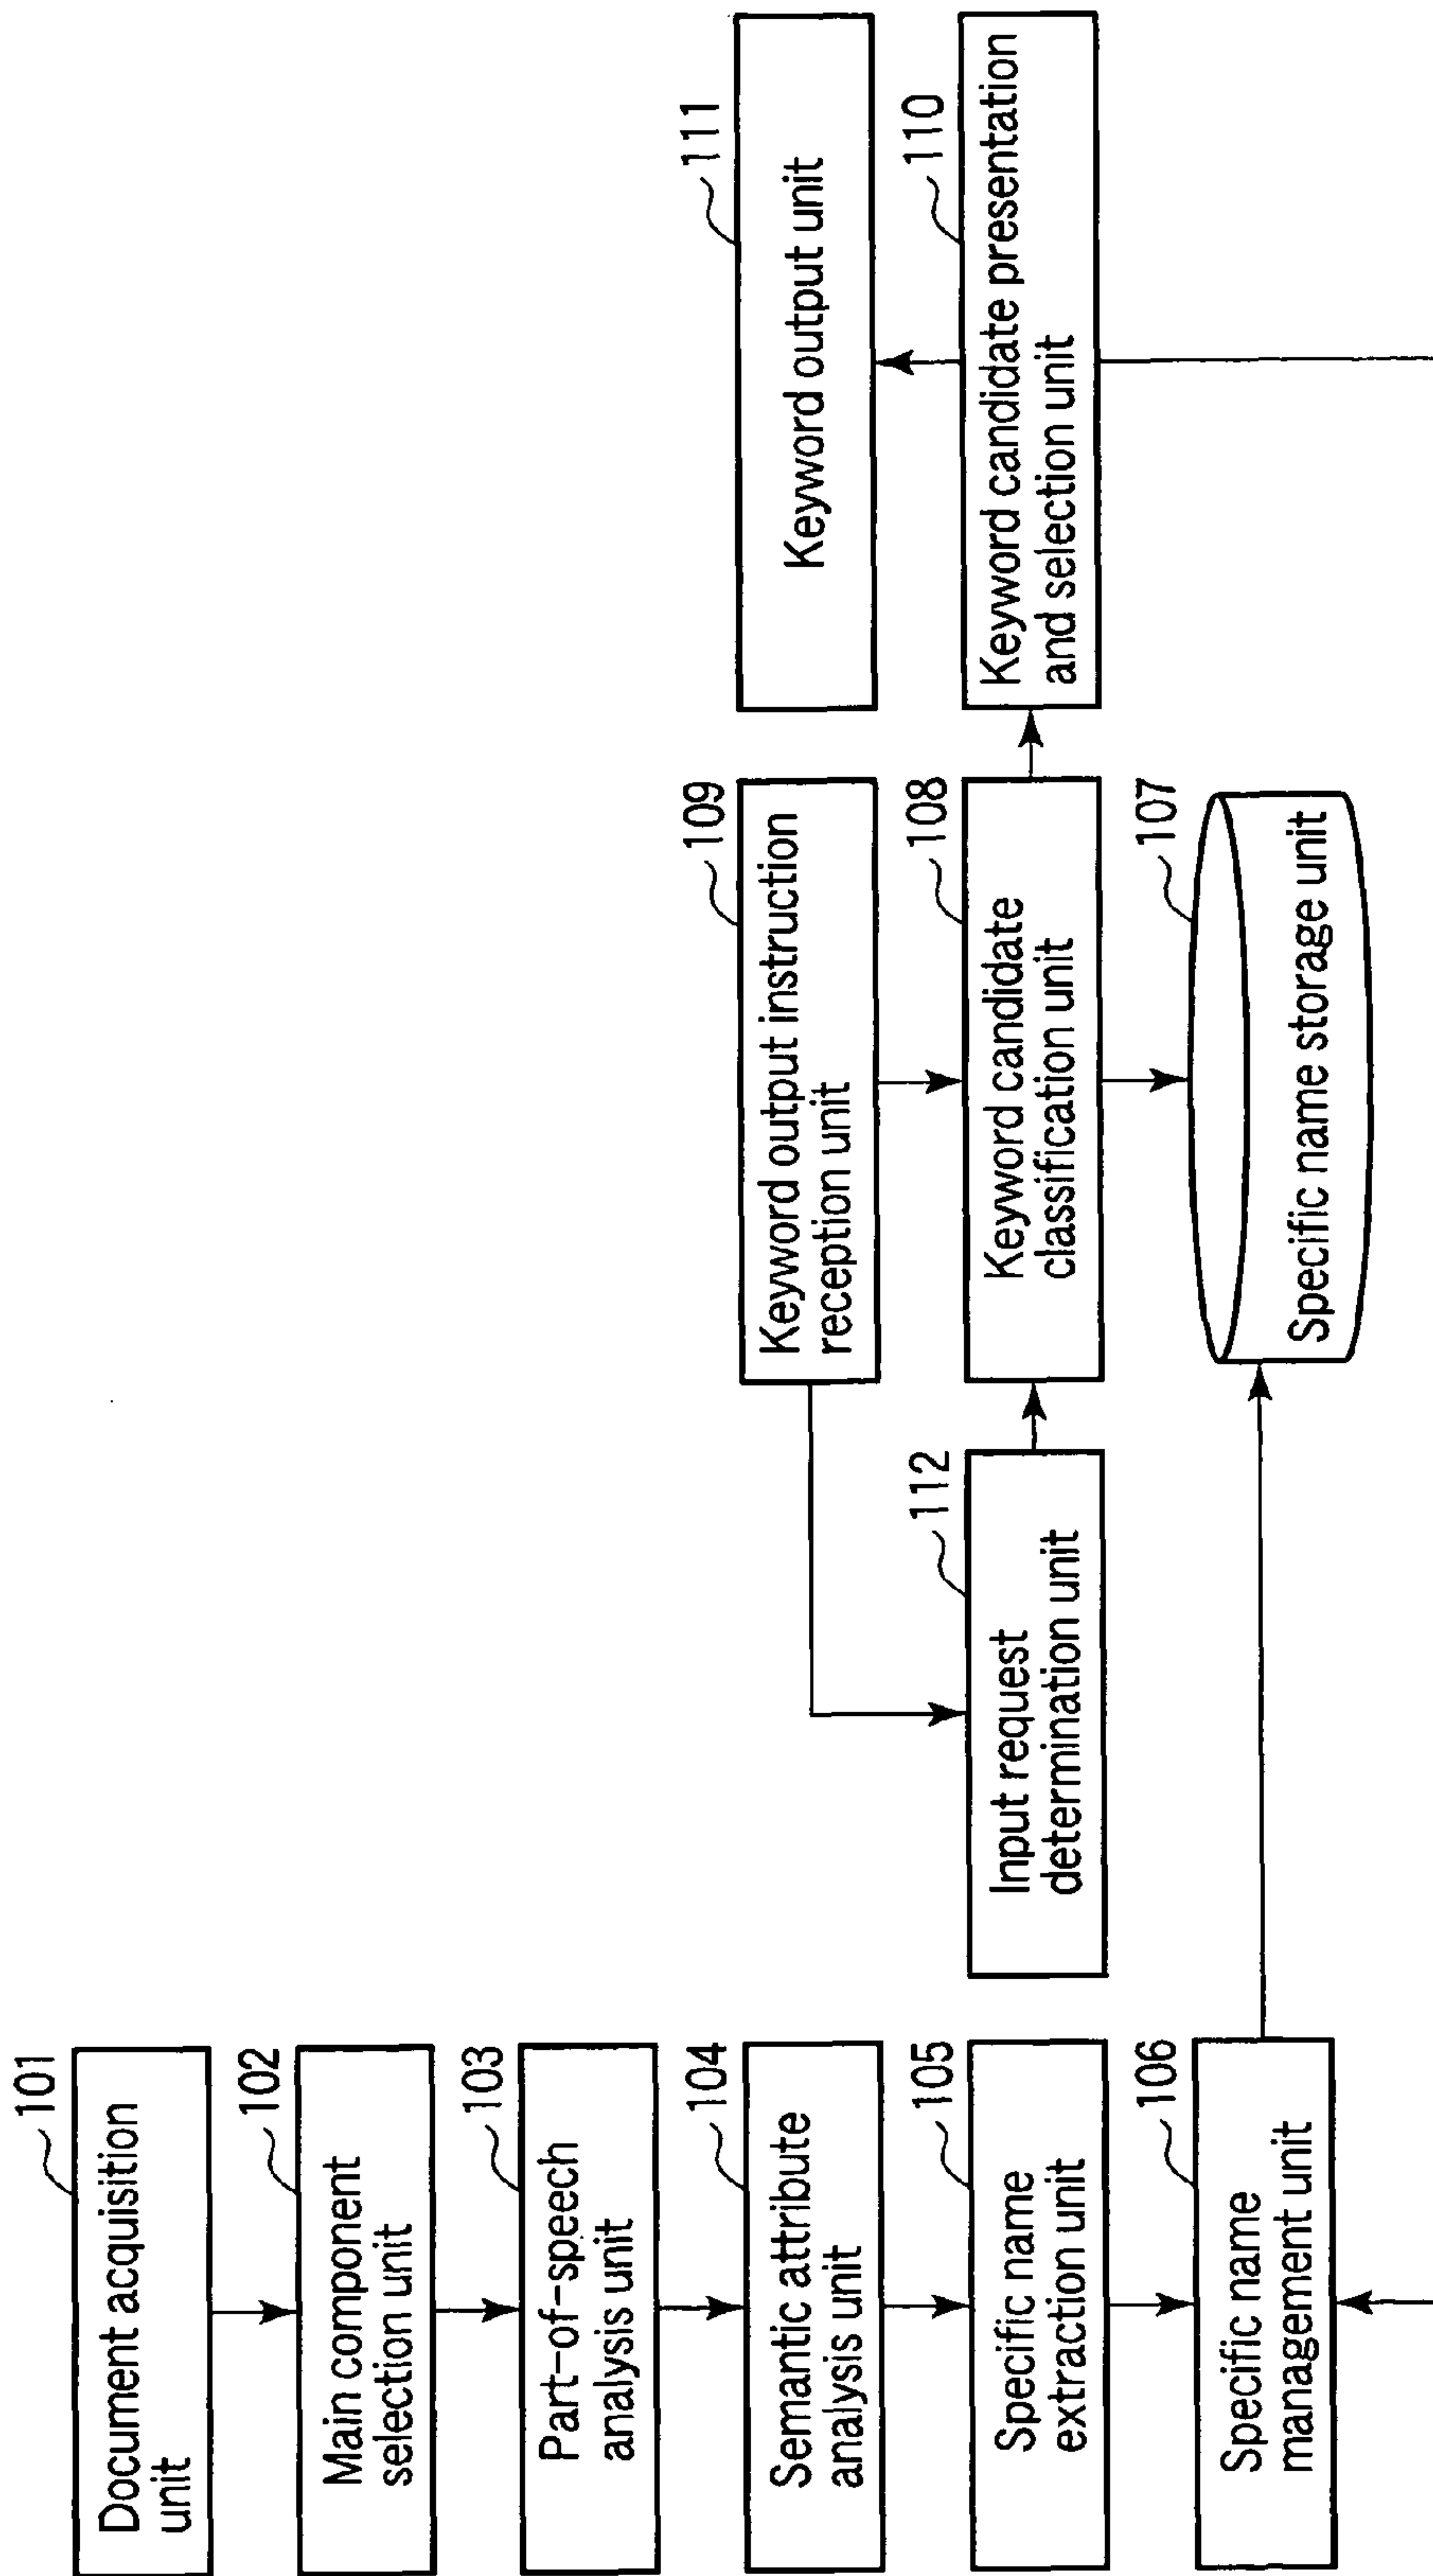 101
Document acquisition
unit
102
Main component
selection unit
103
Part-of-speech
analysis unit
104
Semantic attribute
analysis unit
105
Specific name
extraction unit
106
Specific name
management unit
112
Input request
determination unit
109
Keyword output instruction
reception unit
108
Keyword candidate
classification unit
107
Specific name storage unit
111
Keyword output unit
110
Keyword candidate presentation
and selection unit